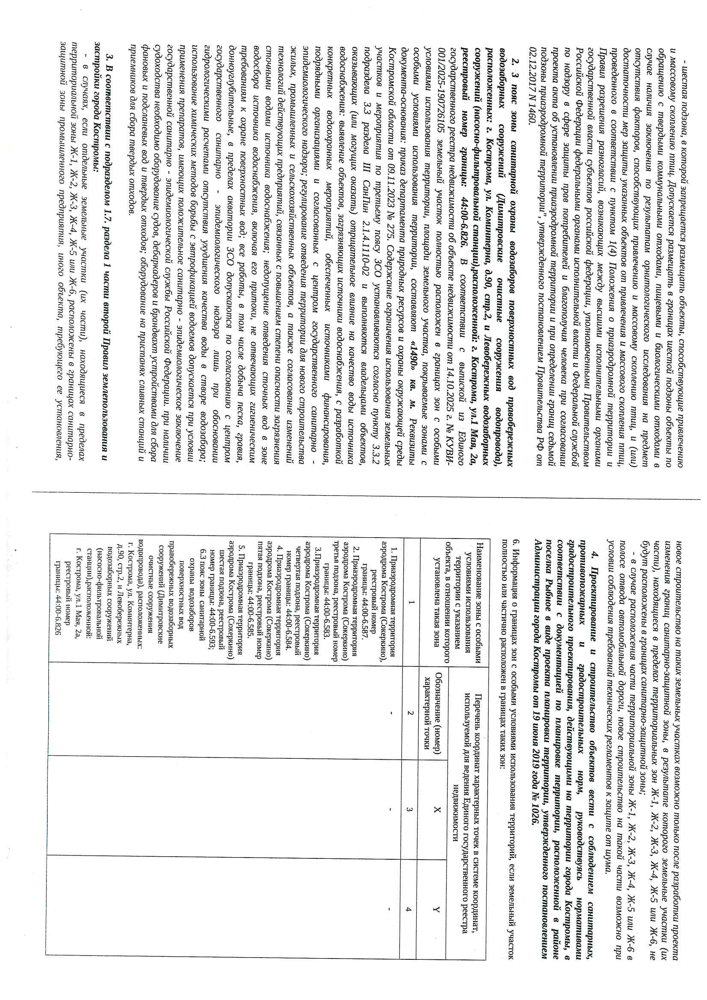 - шестая подзона, в которой запрещается размещать объекты, способствующие привлечению
и массовому скоплению птиц. Допускается размещать в границах шестой подзоны объекты по
обращению с твердыми коммунальными отходами, пищевыми и биологическими отходами в
случае наличия заключения по результатам орнитологического исследования на предмет
отсутствия факторов, способствующих привлечению и массовому скоплению птиц, и (или)
достаточности мер защиты указанных объектов от привлечения и массового скопления птиц,
проведенного в соответствии с пунктом 1(4) Положения о приаэродромной территории и
Правил разрешения разногласий, возникающих между высшими исполнительными органами
государственной власти субъектов российской федерации, уполномоченными Правительством
Российской Федерации федеральными органами исполнительной власти и Федеральной службой
по надзору в сфере защиты прав потребителей и благополучия человека при согласовании
проекта акта об установлении приаэродромной территории и при определении границ седьмой
подзоны приаэродромной территории", утвержденного постановлением Правительства РФ от
02.12.2017 N 1460.
2. 3 пояс зоны санитарной охраны водозаборов поверхностных вод правобережных
водозаборных сооружений (Димитровские очистные сооружения водопровода),
расположенных: г. Кострома, ул. Коминтерна, д.90, стр.2, и Левобережных водозаборных
сооружений (насосно-фильтровальной станции),расположенной: г. Кострома, ул.1 Мая, 2а,
реестровый номер границы: 44:00-6.826. В соответствии с выпиской из Единого
государственного реестра недвижимости об объекте недвижимости от 14.10.2025 г. № КУВИ-
001/2025-190726105 земельный участок полностью расположен в границах зон с особыми
условиями использования территории, площади земельного участка, покрываемые зонами с
особыми условиями использования территории, составляют «1490» кв. м. Реквизиты
документа-основания: приказ департамента природных ресурсов и охраны окружающей среды
Костромской области от 09.11.2023 № 275. Содержание ограничения использования земельных
участков и мероприятия по третьему поясу ЗСО устанавливаются согласно пункту 3.3.2
подраздела 3.3 раздела III СанПин 2.1.4.1110-02 и выполняются владельцами объектов,
оказывающих (или могущих оказать) отрицательное влияние на качество воды источника
водоснабжения: выявление объектов, загрязняющих источники водоснабжения, с разработкой
конкретных водоохранных мероприятий, обеспеченных источниками финансирования,
подрядными организациями и согласованных с центром государственного санитарно -
эпидемиологического надзора; регулирование отведения территории для нового строительства
жилых, промышленных и сельскохозяйственных объектов, а также согласование изменений
технологий действующих предприятий, связанных с повышением степени опасности загрязнения
сточными водами источника водоснабжения; недопущение отведения сточных вод в зоне
водосбора источника водоснабжения, включая его притоки, не отвечающих гигиеническим
требованиям к охране поверхностных вод; все работы, в том числе добыча песка, гравия,
донноуглубительные, в пределах акватории ЗСО допускаются по согласованию с центром
государственного санитарно - эпидемиологического надзора лишь при обосновании
гидрологическими расчетами отсутствия ухудшения качества воды в створе водозабора;
использование химических методов борьбы с эвтрофикацией водоемов допускается при условии
применения препаратов, имеющих положительное санитарно - эпидемиологическое заключение
государственной санитарно - эпидемиологической службы Российской Федерации. при наличии
судоходства необходимо оборудование судов, дебаркадеров и брандвахт устройствами для сбора
фановых и подсланевых вод и твердых отходов; оборудование на пристанях сливных станций и
приемников для сбора твердых отходов.
3. В соответствии с подразделом 1.7. раздела 1 части второй Правил землепользования и
застройки города Костромы:
- в случаях, если отдельные земельные участки (их части), находящиеся в пределах
территориальной зоны Ж-1, Ж-2, Ж-3, Ж-4, Ж-5 или Ж-6, расположены в границах санитарно-
защитной зоны промышленного предприятия, иного объекта, требующего ее установления,
новое строительство на таких земельных участках возможно только после разработки проекта
изменения границ санитарно-защитной зоны, в результате которого земельные участки (их
части), находящиеся в пределах территориальных зон Ж-1, Ж-2, Ж-3, Ж-4, Ж-5 или Ж-6, не
будут расположены в границах санитарно-защитной зоны;
- в случае расположения части территориальной зоны Ж-1, Ж-2, Ж-3, Ж-4, Ж-5 или Ж-6 в
полосе отвода автомобильной дороги, новое строительство на такой части возможно при
условии соблюдения требований технических регламентов к защите от шума.
4. Проектирование и строительство объектов вести с соблюдением санитарных,
противопожарных и градостроительных норм, руководствуясь нормативами
градостроительного проектирования, действующими на территории города Костромы, в
соответствии с документацией по планировке территории, расположенной в районе
поселка Рыбное в виде проекта планировки территории, утвержденного постановлением
Администрации города Костромы от 19 июня 2019 года № 1026.
6. Информация о границах зон с особыми условиями использования территорий, если земельный участок
полностью или частично расположен в границах таких зон:
Наименование зоны с особыми
условиями использования
территории с указанием
объекта, в отношении которого
установлена такая зона
Перечень координат характерных точек в системе координат,
используемой для ведения Единого государственного реестра
недвижимости
Обозначение (номер)
характерной точки
X
Y
1
2
3
4
1. Приаэродромная территория
аэродрома Кострома (Сокеркино),
реестровый номер
границы: 44:00-6.587.
2. Приаэродромная территория
аэродрома Кострома (Сокеркино)
третья подзона, реестровый номер
границы: 44:00-6.583.
3.Приаэродромная территория
аэродрома Кострома (Сокеркино)
четвертая подзона, реестровый
номер границы: 44:00-6.584.
4. Приаэродромная территория
аэродрома Кострома (Сокеркино)
пятая подзона, реестровый номер
границы: 44:00-6.585.
5. Приаэродромная территория
аэродрома Кострома (Сокеркино)
шестая подзона, реестровый
номер границы: 44:00-6.593;
6.3 пояс зоны санитарной
охраны водозаборов
поверхностных вод
правобережных водозаборных
сооружений (Димитровские
очистные сооружения
водопровода), расположенных:
г. Кострома, ул. Коминтерна,
д.90, стр.2, и Левобережных
водозаборных сооружений
(насосно-фильтровальной
станции),расположенной:
г. Кострома, ул.1 Мая, 2а,
реестровый номер
границы: 44:00-6.826
-
-
-